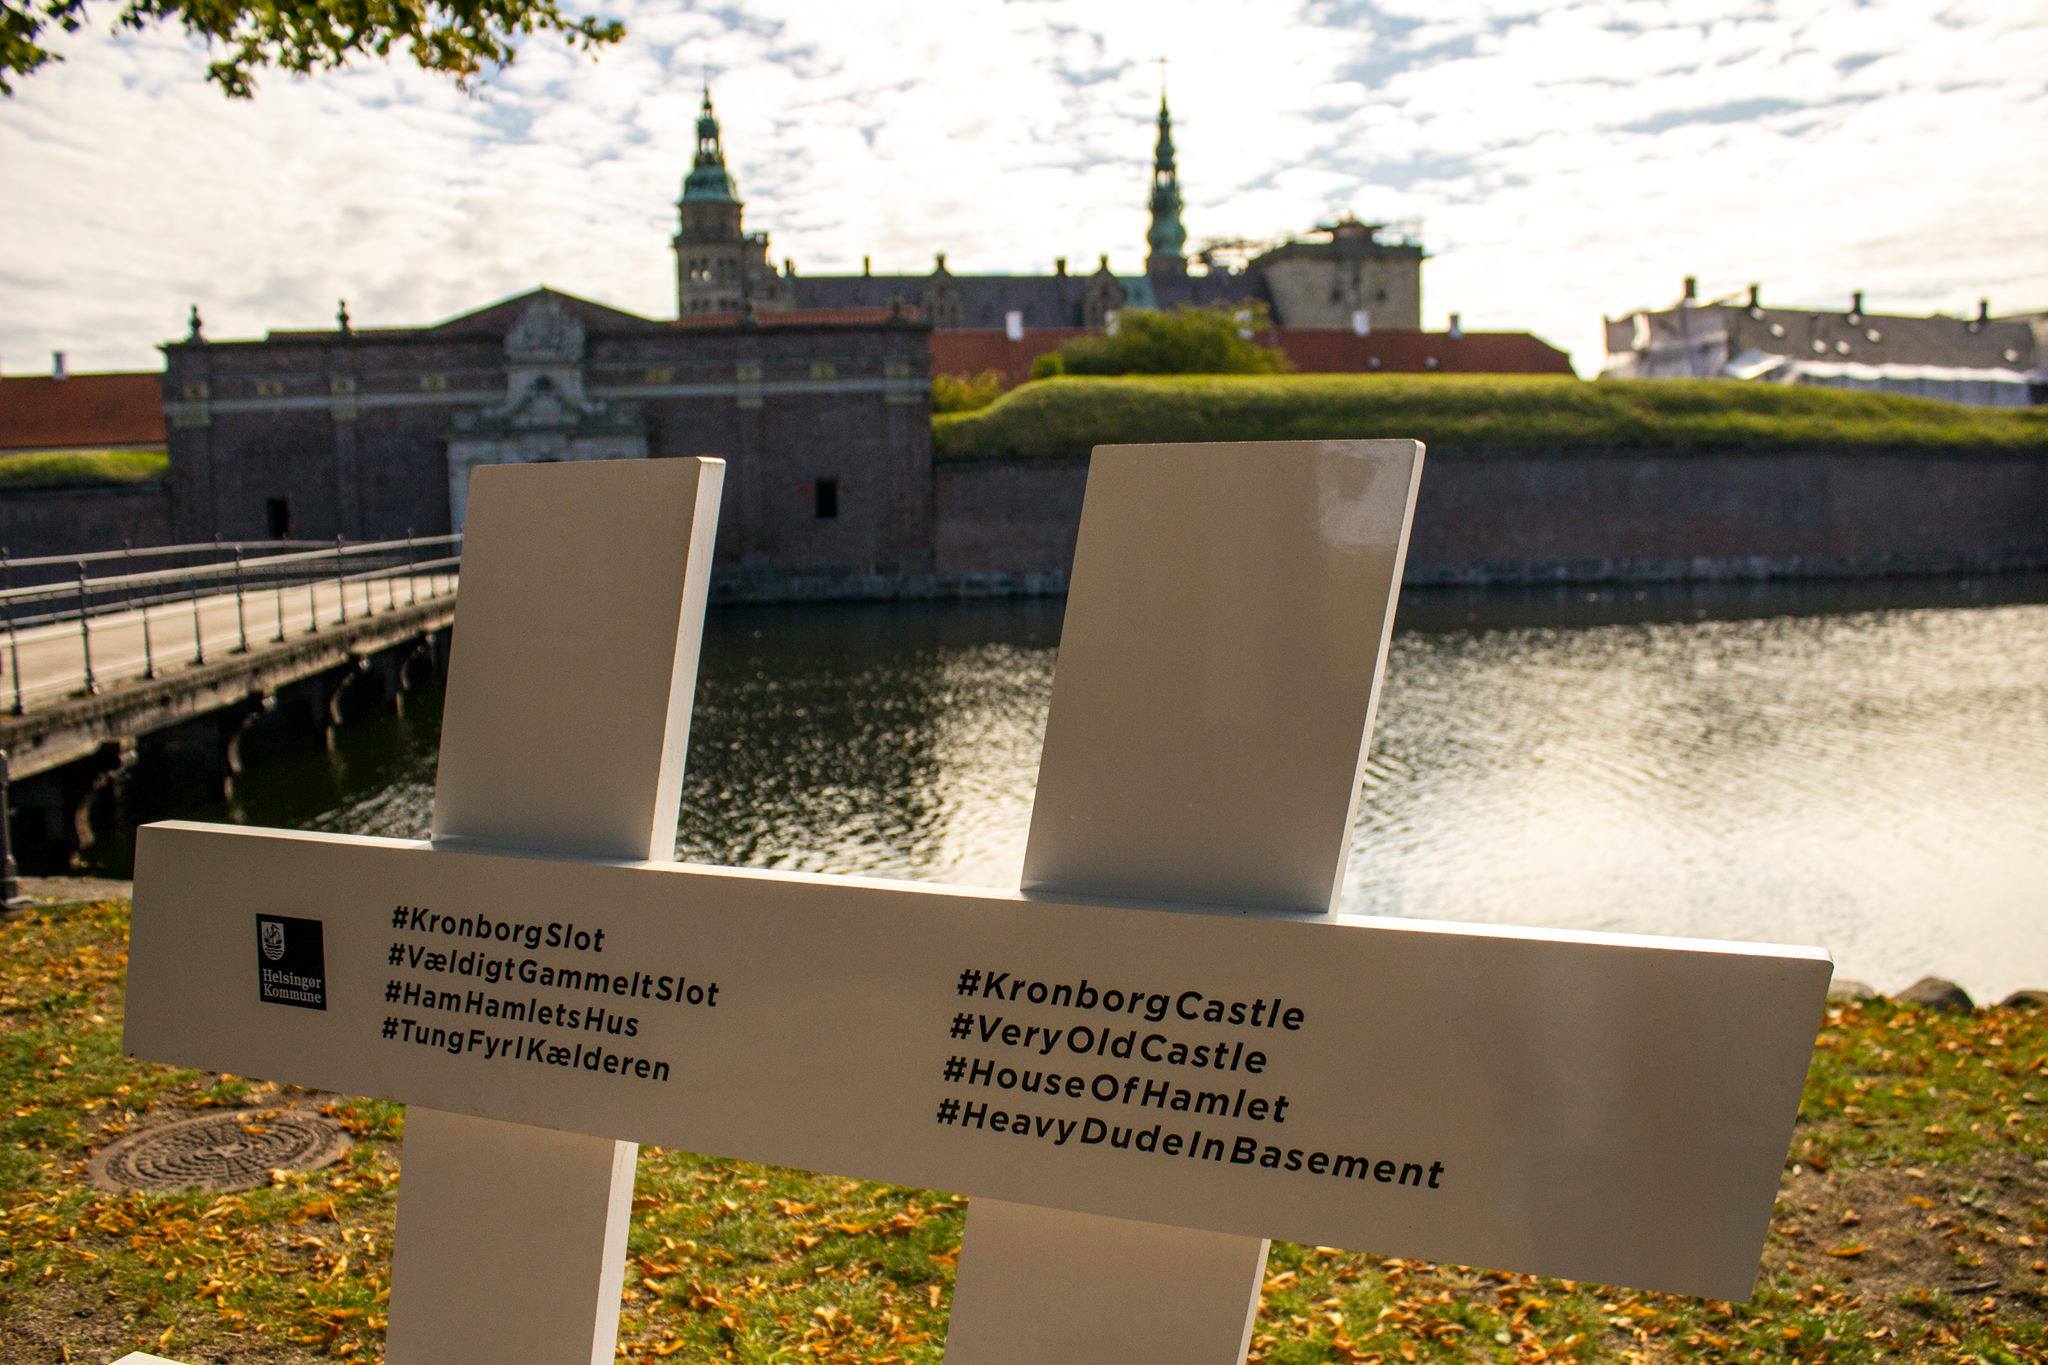 Helsingør
Kommune
#KronborgSlot
#VældigtGammeltSlot
#HamHamletsHus
#TungFyrIKælderen
#KronborgCastle
#VeryOldCastle
#HouseOfHamlet
#HeavyDudeInBasement